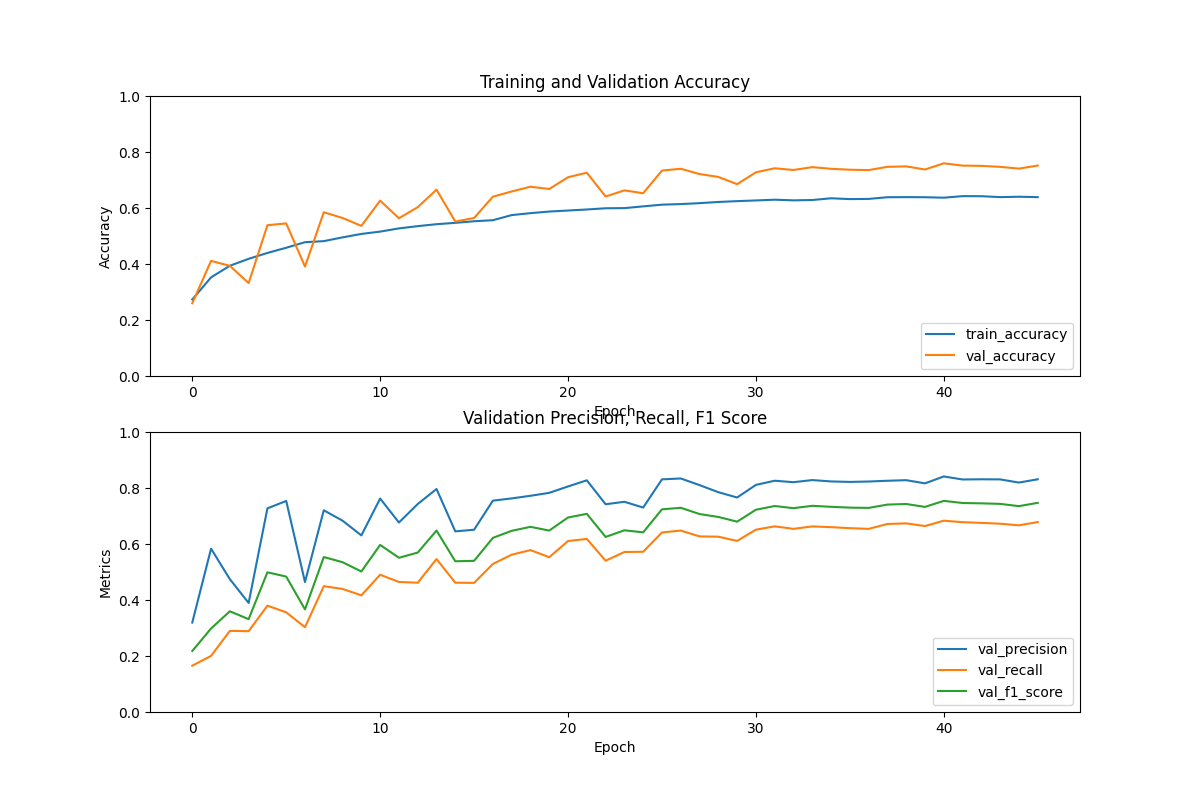 Training and Validation Accuracy
1.0
0.8
0.6
0.4
0.2
0.0
Accuracy
train_accuracy
val_accuracy
0 10 20 30 40
Epoch
Validation Precision, Recall, F1 Score
1.0
0.8
0.6
0.4
0.2
0.0
Metrics
val_precision
val_recall
val_f1_score
0 10 20 30 40
Epoch